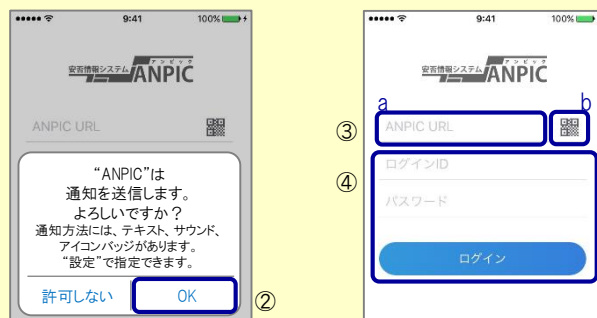 9:41
100%
安否情報システム
アンピック
ANPIC
ANPIC URL
“ANPIC”は
通知を送信します。
よろしいですか？
通知方法には、テキスト、サウンド、
アイコンバッジがあります。
“設定”で指定できます。
許可しない
OK
②
9:41
100%
安否情報システム
アンピック
ANPIC
a
b
③
ANPIC URL
④
ログインID
パスワード
ログイン